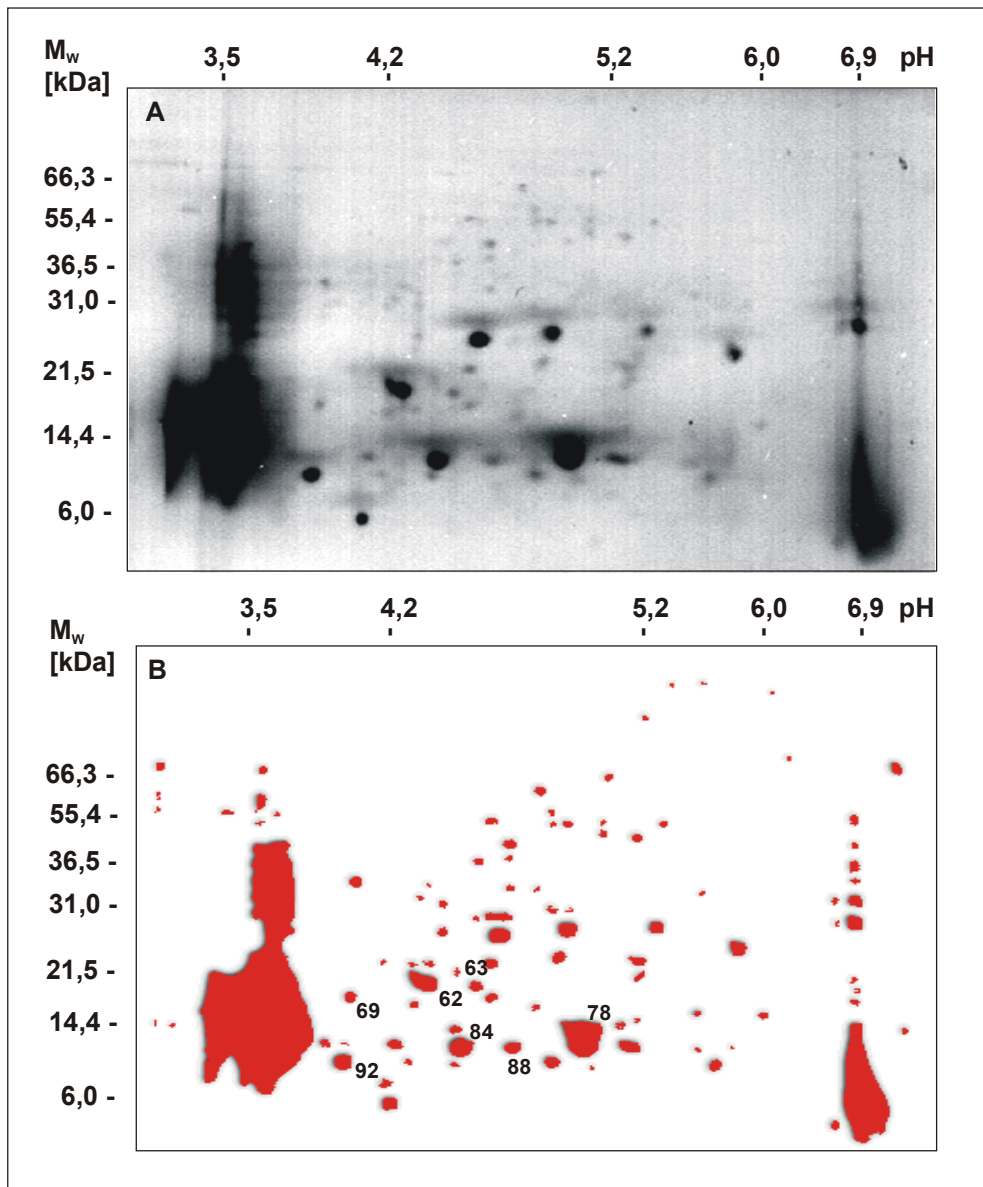 Mw
[kDa]
3,5 4,2 5,2 6,0 6,9 pH
A
66,3 -
55,4 -
36,5 -
31,0 -
21,5 -
14,4 -
6,0 -
3,5 4,2 5,2 6,0 6,9 pH
Mw
[kDa]
B
66,3 -
55,4 -
36,5 -
31,0 -
21,5 -
14,4 -
6,0 -
63
62
69
78
84
88
92